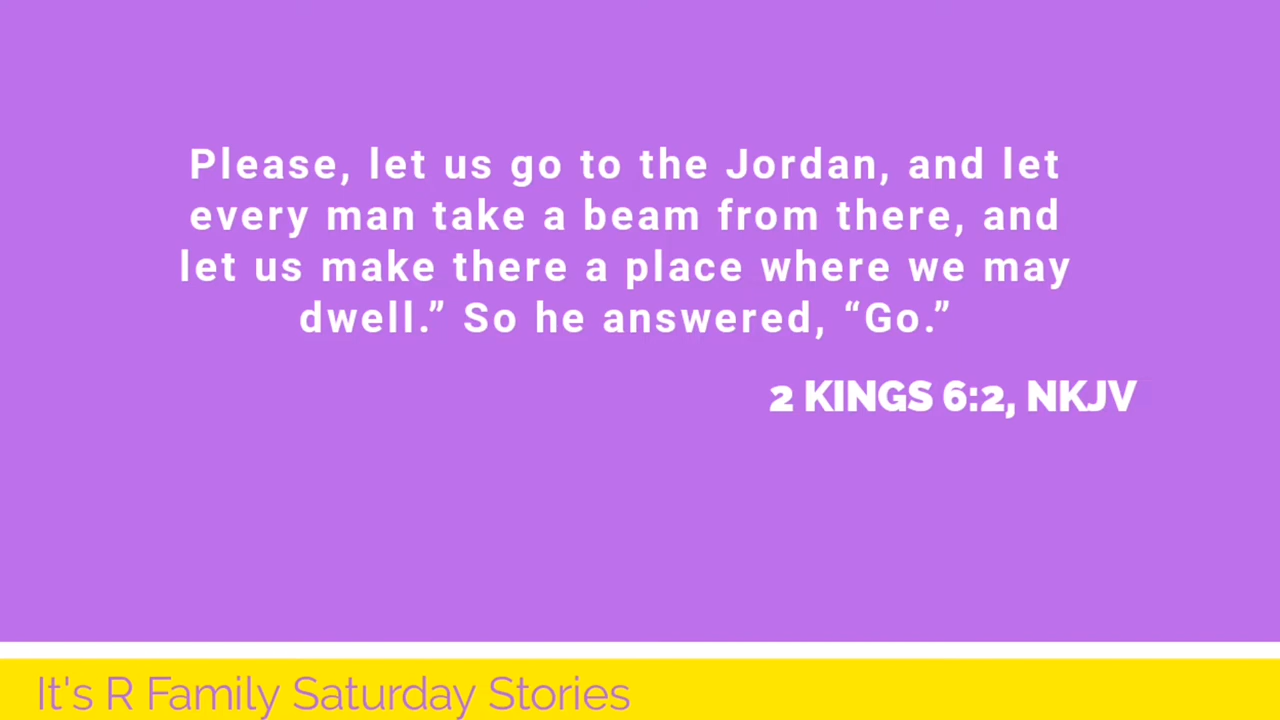 Please, let us go to the Jordan, and let
every man take a beam from there, and
let us make there a place where we may
dwell.” So he answered, “Go.”
2 KINGS 6:2, NKJV
It's R Family Saturday Stories